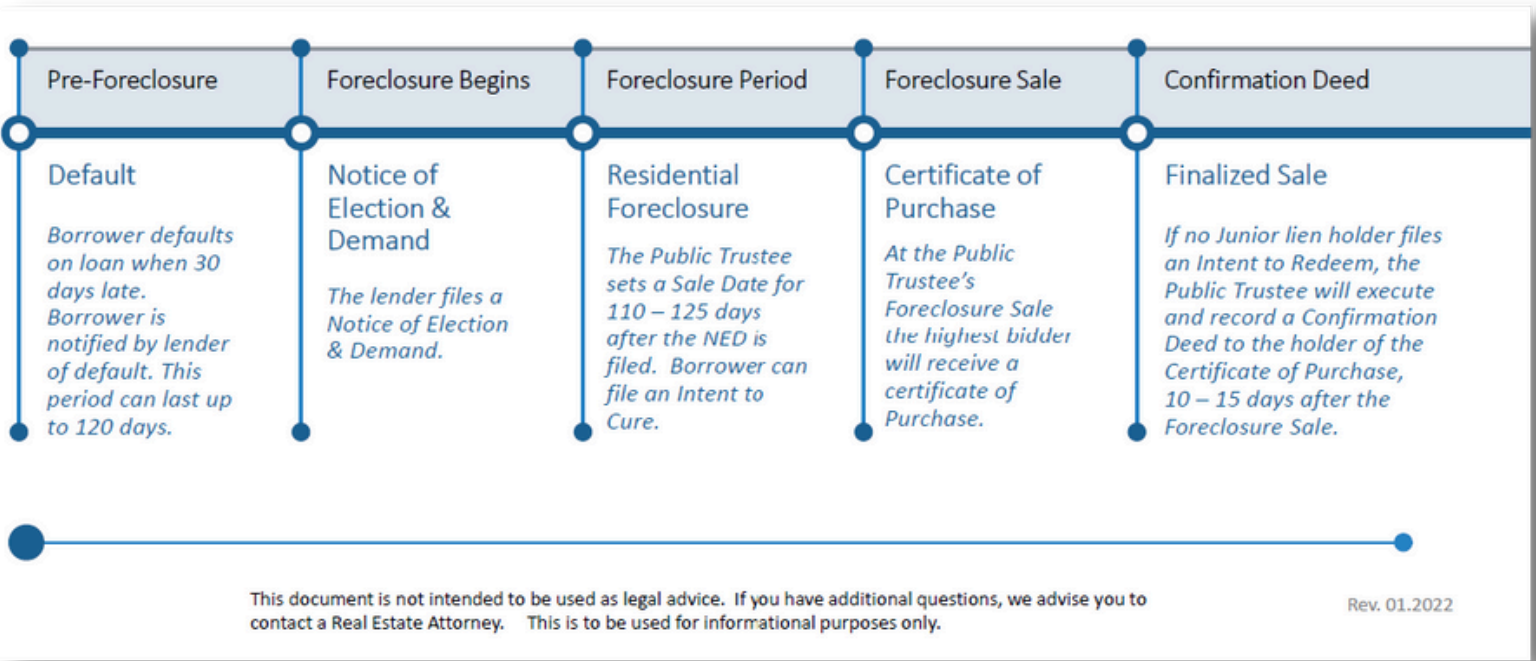 Pre-Foreclosure
Foreclosure Begins
Foreclosure Period
Foreclosure Sale
Confirmation Deed
Default
Borrower defaults
on loan when 30
days late.
Borrower is
notified by lender
of default. This
period can last up
to 120 days.
Notice of
Election &
Demand
The lender files a
Notice of Election
& Demand.
Residential
Foreclosure
The Public Trustee
sets a Sale Date for
110 – 125 days
after the NED is
filed. Borrower can
file an Intent to
Cure.
Certificate of
Purchase
At the Public
Trustee's
Foreclosure Sale
the highest bidder
will receive a
certificate of
Purchase.
Finalized Sale
If no Junior lien holder files
an Intent to Redeem, the
Public Trustee will execute
and record a Confirmation
Deed to the holder of the
Certificate of Purchase,
10 – 15 days after the
Foreclosure Sale.
This document is not intended to be used as legal advice. If you have additional questions, we advise you to
contact a Real Estate Attorney. This is to be used for informational purposes only.
Rev. 01.2022